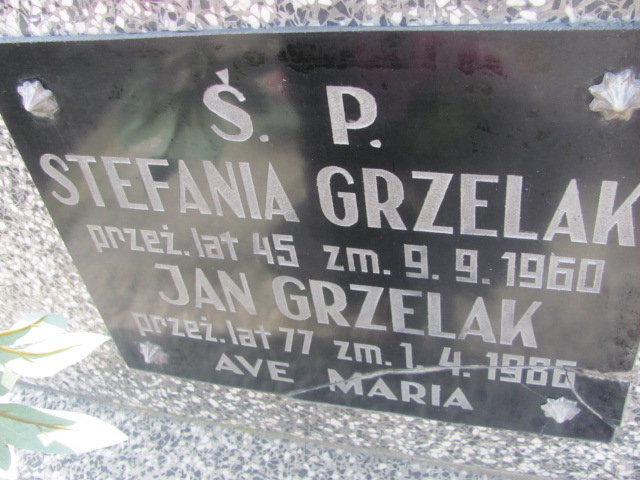 Ś. P.
STEFANIA GRZELAK
przeż. lat 45 zm. 9. 9. 1960
JAN GRZELAK
przeż. lat 77 zm. 1. 4. 1986
AVE MARIA